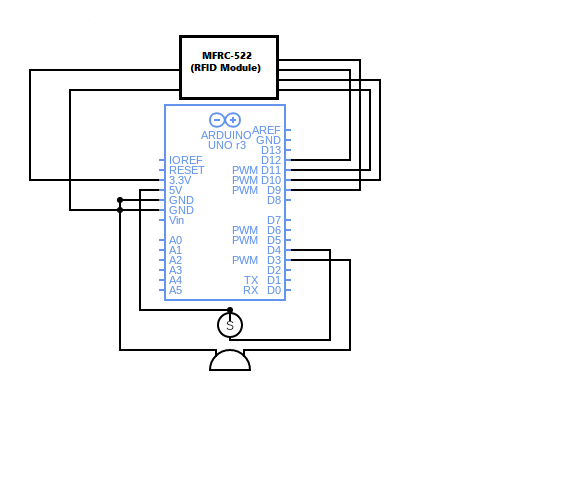 MFRC-522
(RFID Module)
ARDUINO
UNO r3
AREF
GND
D13
IOREF D12
RESET PWM D11
3.3V PWM D10
5V PWM D9
GND D8
GND
Vin D7
PWM D6
A0 PWM D5
A1 D4
A2 PWM D3
A3 D2
A4 TX D1
A5 RX D0
S